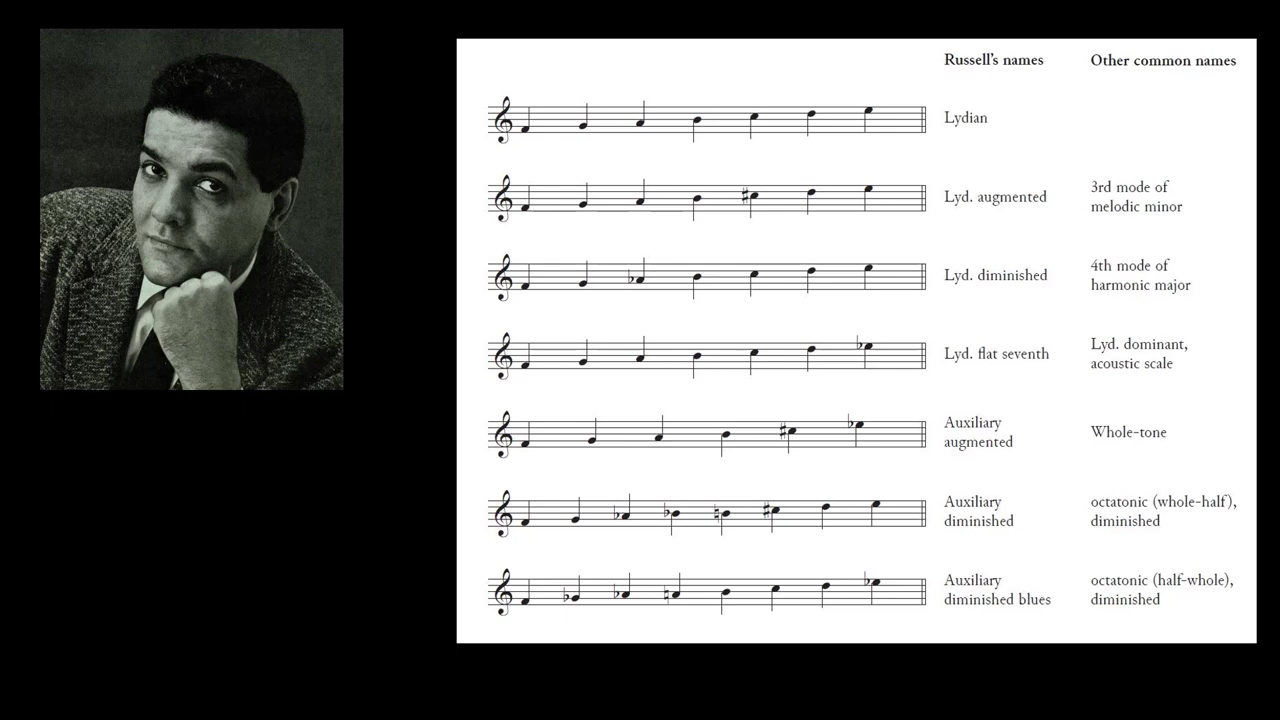 Russell's names Other common names
Lydian
Lyd. augmented
3rd mode of
melodic minor
Lyd. diminished
4th mode of
harmonic major
Lyd. flat seventh
Lyd. dominant,
acoustic scale
Auxiliary
augmented
Whole-tone
Auxiliary
diminished
octatonic (whole-half),
diminished
Auxiliary
diminished blues
octatonic (half-whole),
diminished